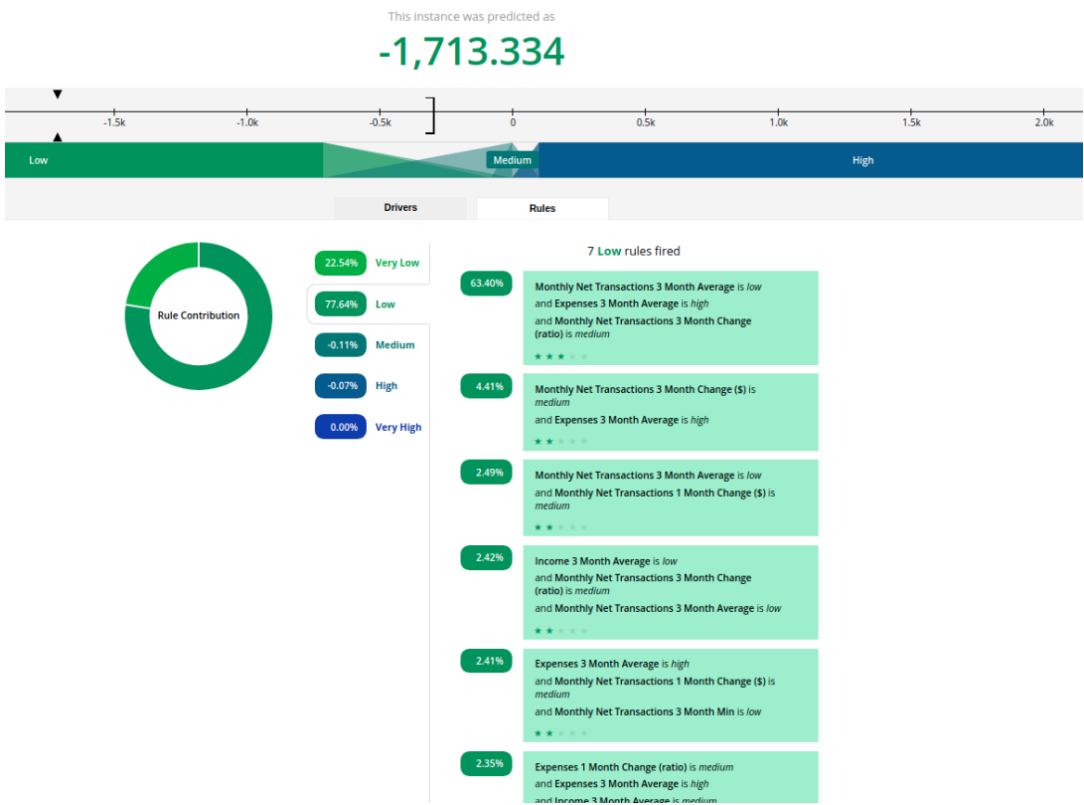 This instance was predicted as
-1,713.334
-1.5k -1.0k -0.5k 0 0.5k 1.0k 1.5k 2.0k
Low Medium High
Drivers Rules
Rule Contribution
22.54% Very Low
77.64% Low
-0.11% Medium
-0.07% High
0.00% Very High
7 Low rules fired
63.40%
Monthly Net Transactions 3 Month Average is low
and Expenses 3 Month Average is high
and Monthly Net Transactions 3 Month Change
(ratio) is medium
4.41%
Monthly Net Transactions 3 Month Change ($) is
medium
and Expenses 3 Month Average is high
2.49%
Monthly Net Transactions 3 Month Average is low
and Monthly Net Transactions 1 Month Change ($) is
medium
2.42%
Income 3 Month Average is low
and Monthly Net Transactions 3 Month Change
(ratio) is medium
and Monthly Net Transactions 3 Month Average is low
2.41%
Expenses 3 Month Average is high
and Monthly Net Transactions 1 Month Change ($) is
medium
and Monthly Net Transactions 3 Month Min is low
2.35%
Expenses 1 Month Change (ratio) is medium
and Expenses 3 Month Average is high
and Income 3 Month Average is medium